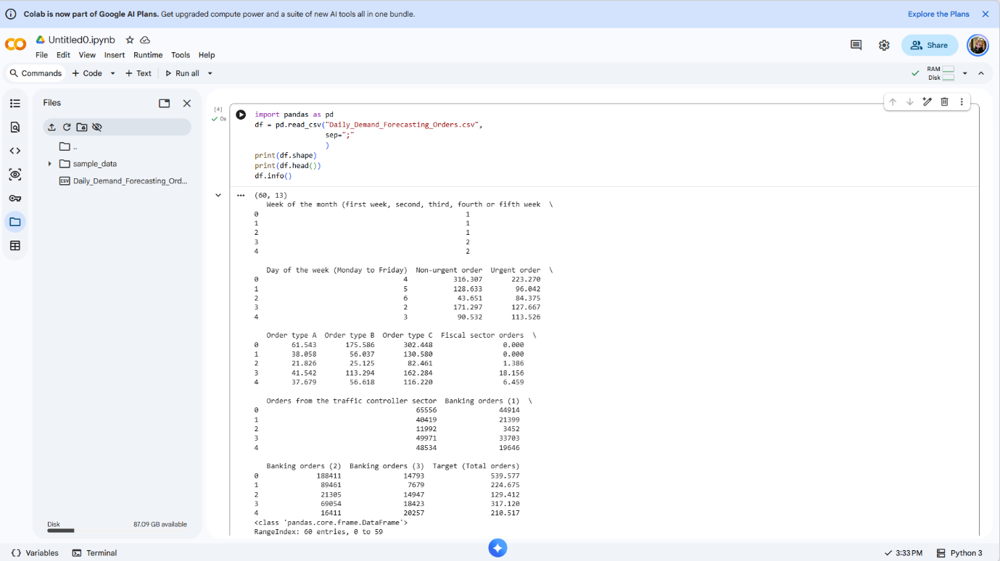 Colab is now part of Google AI Plans. Get upgraded compute power and a suite of new AI tools all in one bundle.
Explore the Plans
Untitled0.ipynb
File Edit View Insert Runtime Tools Help
Share
Commands + Code + Text Run all
RAM
Disk
Files
..
sample_data
Daily_Demand_Forecasting_Ord...
Disk 87.09 GB available
[4]
0s
import pandas as pd
df = pd.read_csv("Daily_Demand_Forecasting_Orders.csv",
sep=";"
)
print(df.shape)
print(df.head())
df.info()
(60, 13)
Week of the month (first week, second, third, fourth or fifth week \
0 1
1 1
2 1
3 2
4 2
Day of the week (Monday to Friday) Non-urgent order Urgent order \
0 4 316.307 223.270
1 5 128.633 96.042
2 6 43.651 84.375
3 2 171.297 127.667
4 3 90.532 113.526
Order type A Order type B Order type C Fiscal sector orders \
0 61.543 175.586 302.448 0.000
1 38.058 56.037 130.580 0.000
2 21.826 25.125 82.461 1.386
3 41.542 113.294 162.284 18.156
4 37.679 56.618 116.220 6.459
Orders from the traffic controller sector Banking orders (1) \
0 65556 44914
1 40419 21399
2 11992 3452
3 49971 33703
4 48534 19646
Banking orders (2) Banking orders (3) Target (Total orders)
0 188411 14793 539.577
1 89461 7679 224.675
2 21305 14947 129.412
3 69054 18423 317.120
4 16411 20257 210.517
<class 'pandas.core.frame.DataFrame'>
RangeIndex: 60 entries, 0 to 59
Variables Terminal
3:33 PM Python 3